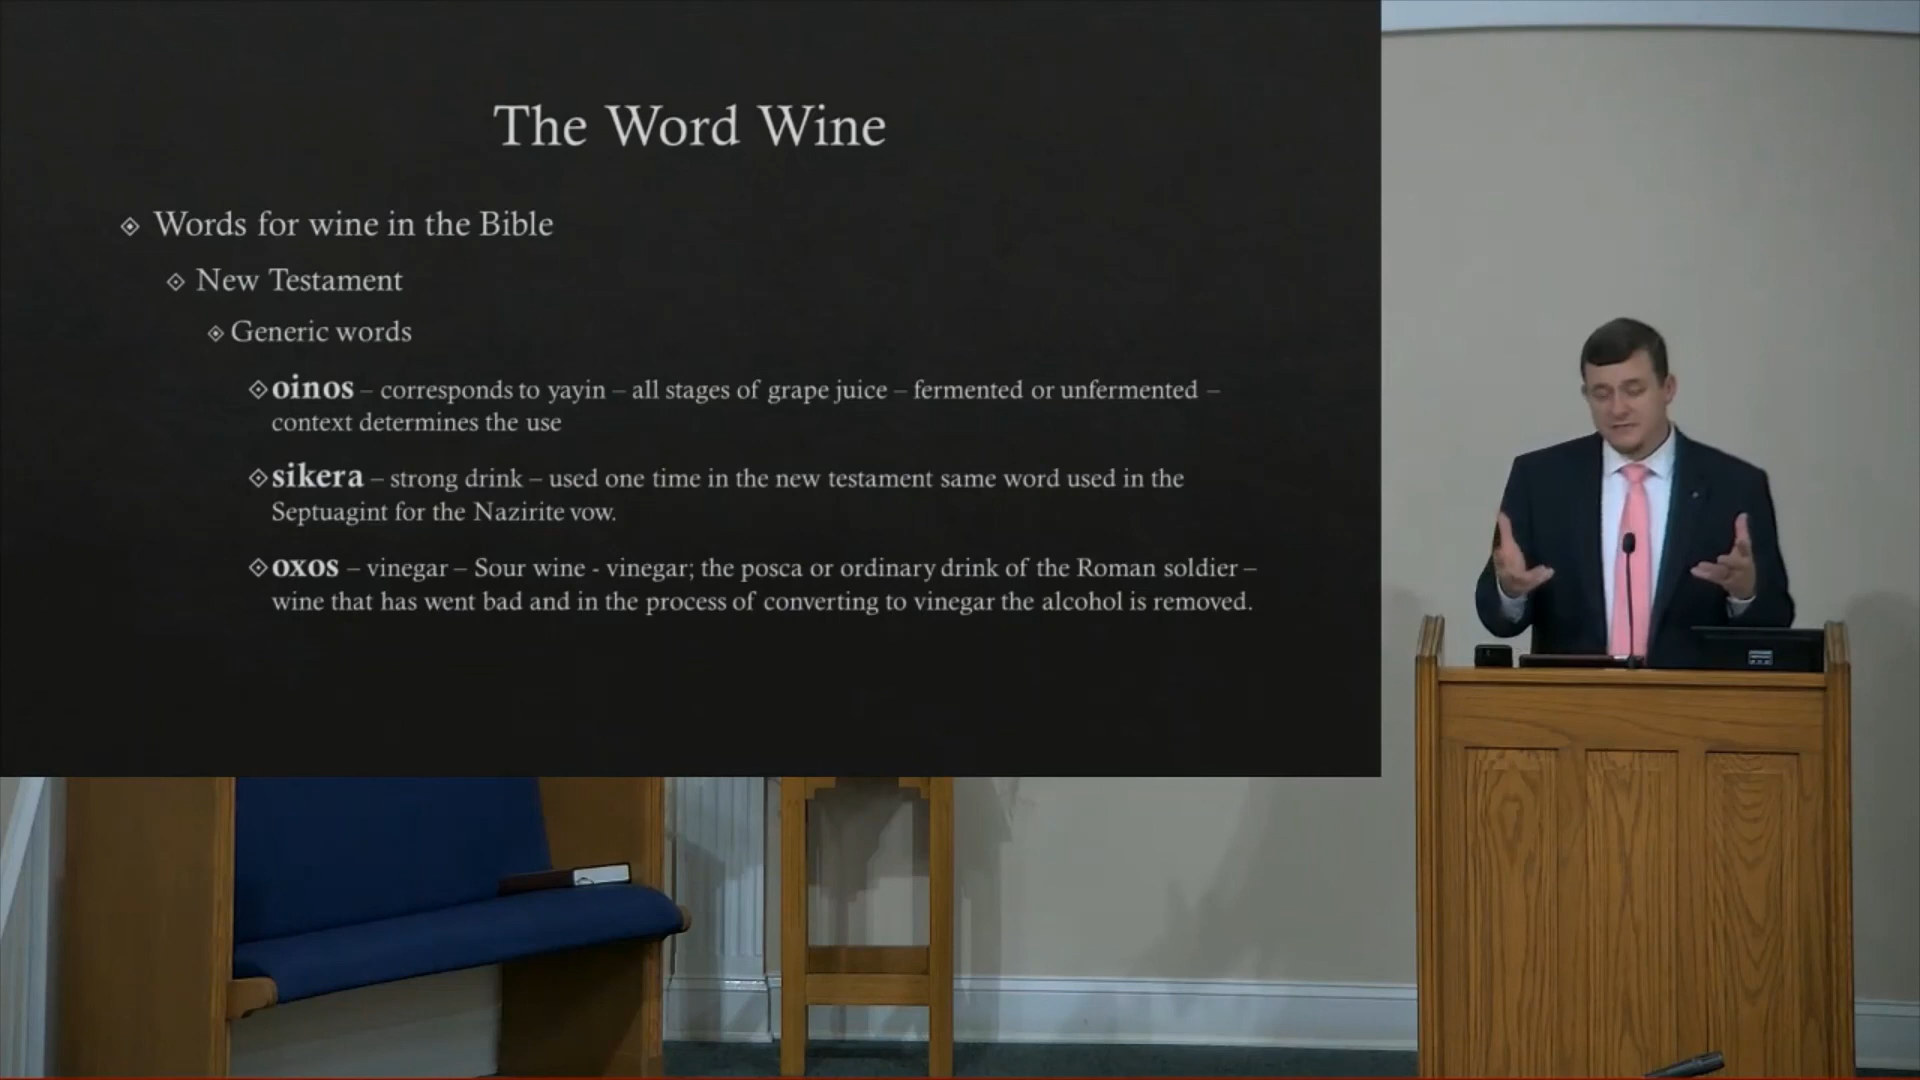 The Word Wine
Words for wine in the Bible
New Testament
Generic words
oinos – corresponds to yayin – all stages of grape juice – fermented or unfermented –
context determines the use
sikera – strong drink – used one time in the new testament same word used in the
Septuagint for the Nazirite vow.
oxos – vinegar – Sour wine - vinegar; the posca or ordinary drink of the Roman soldier –
wine that has went bad and in the process of converting to vinegar the alcohol is removed.